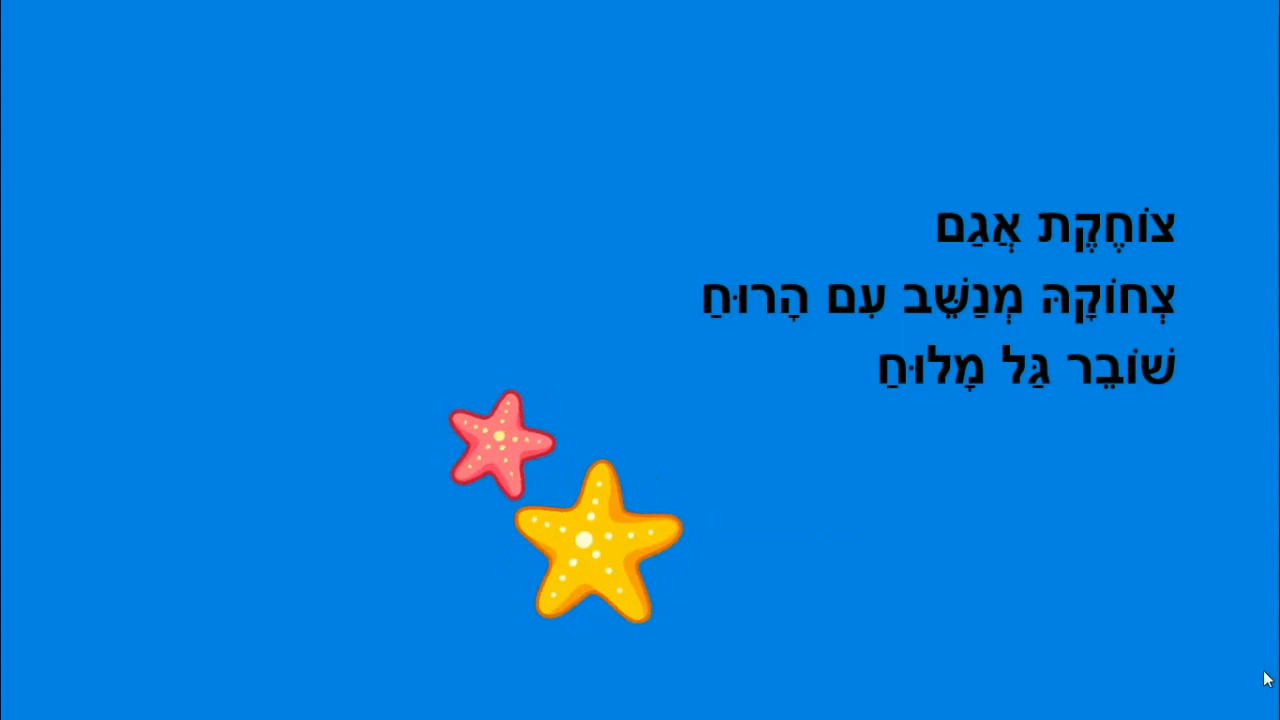 צוֹחֶקֶת אֲגַם
צְחוֹקָהּ מְנַשֵּׁב עִם הָרוּחַ
שׁוֹבֵר גַּל מָלוּחַ